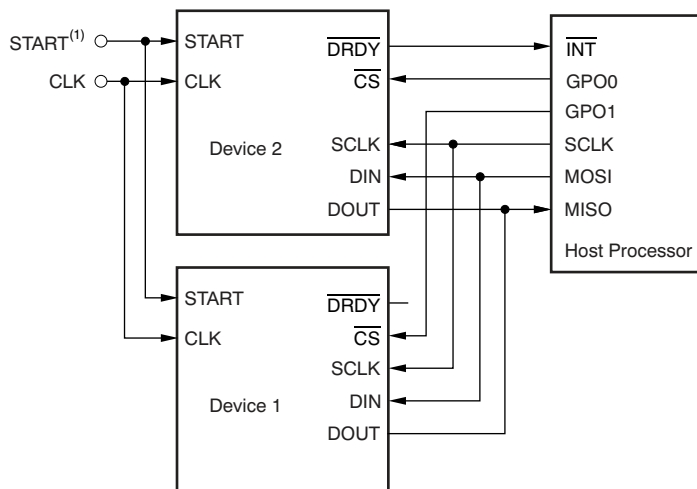 START(1)
CLK
START
CLK
Device 2
DRDY
CS
SCLK
DIN
DOUT
INT
GPO0
GPO1
SCLK
MOSI
MISO
Host Processor
START
CLK
Device 1
DRDY
CS
SCLK
DIN
DOUT